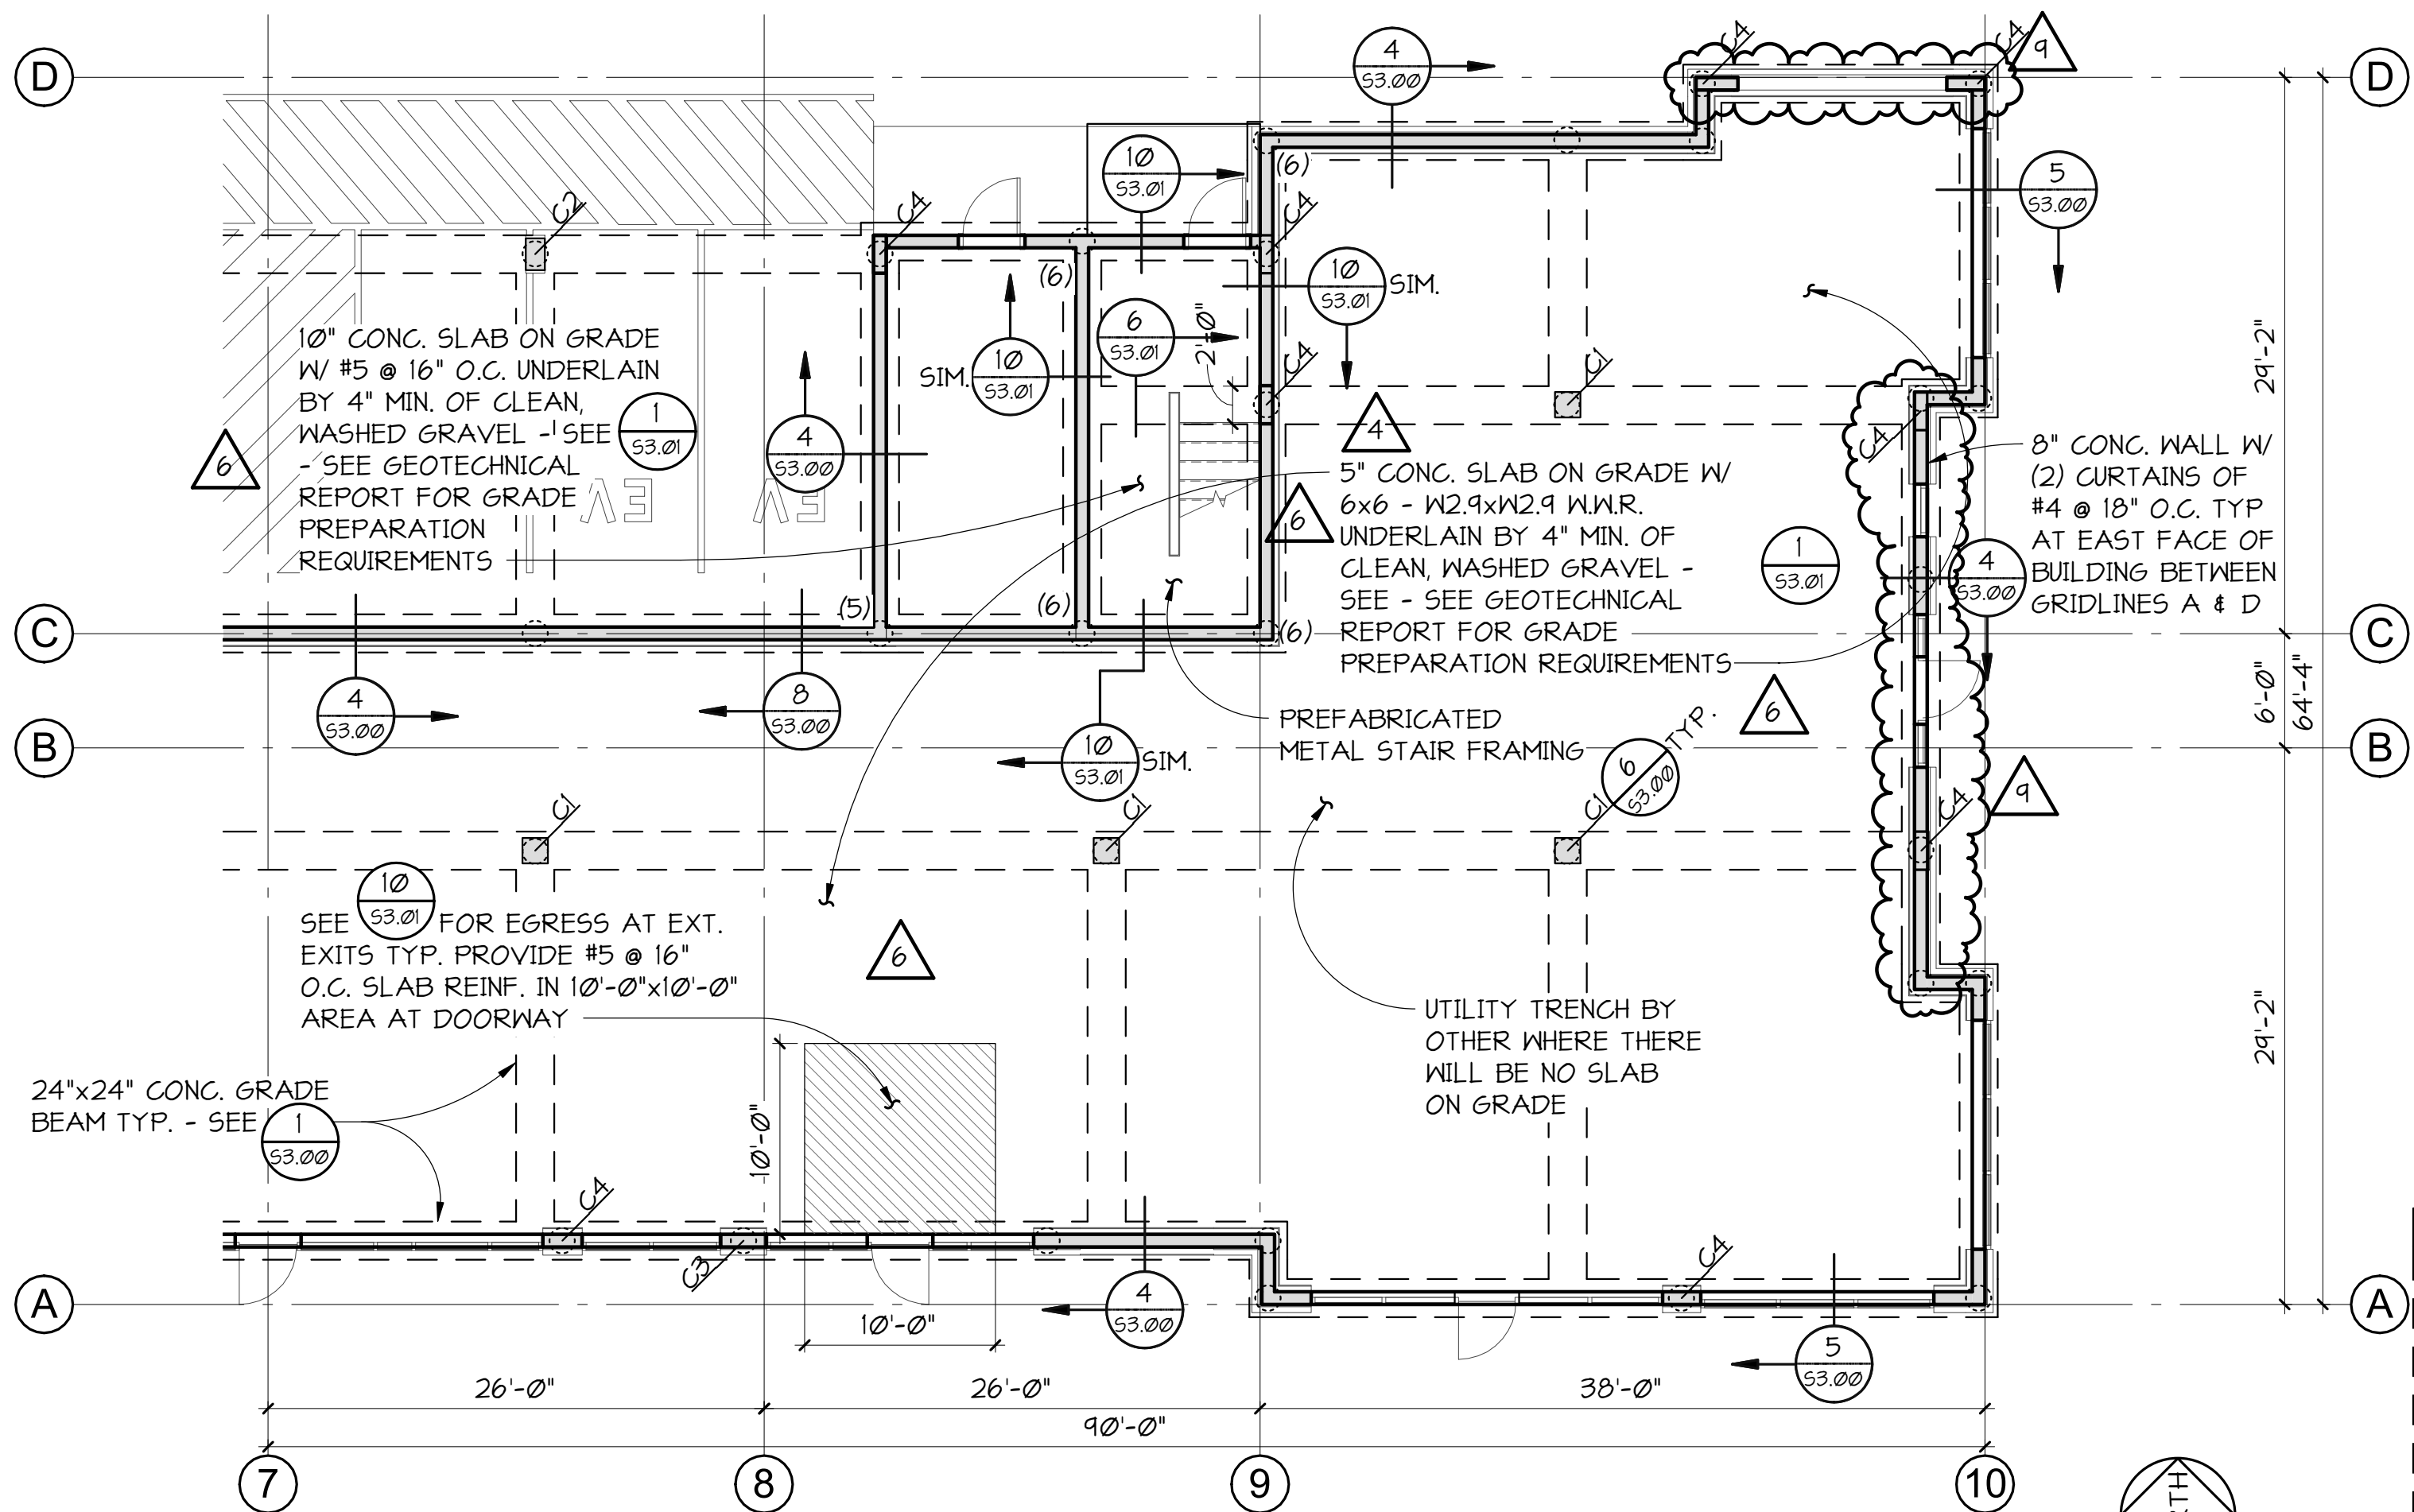 D
D
4
S3.00
C4
C4
9
10
S3.01
(6)
5
S3.00
C2
C4
C4
(6)
10
S3.01
SIM.
10" CONC. SLAB ON GRADE
W/ #5 @ 16" O.C. UNDERLAIN
BY 4" MIN. OF CLEAN,
WASHED GRAVEL - SEE
- SEE GEOTECHNICAL
REPORT FOR GRADE
PREPARATION
REQUIREMENTS
1
S3.01
6
EV
EV
4
S3.00
SIM.
10
S3.01
6
S3.01
2'-0"
C4
C1
4
6
5" CONC. SLAB ON GRADE W/
6x6 - W2.9xW2.9 W.W.R.
UNDERLAIN BY 4" MIN. OF
CLEAN, WASHED GRAVEL -
SEE - SEE GEOTECHNICAL
REPORT FOR GRADE
PREPARATION REQUIREMENTS
1
S3.01
C4
8" CONC. WALL W/
(2) CURTAINS OF
#4 @ 18" O.C. TYP
AT EAST FACE OF
BUILDING BETWEEN
GRIDLINES A & D
4
S3.00
29'-2"
(5)
(6)
(6)
C
C
4
S3.00
8
S3.00
10
S3.01
SIM.
PREFABRICATED
METAL STAIR FRAMING
6
6'-0"
64'-4"
B
B
C1
C1
C1
6
S3.00
TYP.
C4
9
SEE
10
S3.01
FOR EGRESS AT EXT.
EXITS TYP. PROVIDE #5 @ 16"
O.C. SLAB REINF. IN 10'-0"x10'-0"
AREA AT DOORWAY
6
UTILITY TRENCH BY
OTHER WHERE THERE
WILL BE NO SLAB
ON GRADE
29'-2"
24"x24" CONC. GRADE
BEAM TYP. - SEE
1
S3.00
10'-0"
C4
C3
C4
A
A
4
S3.00
10'-0"
5
S3.00
26'-0"
26'-0"
38'-0"
90'-0"
7
8
9
10